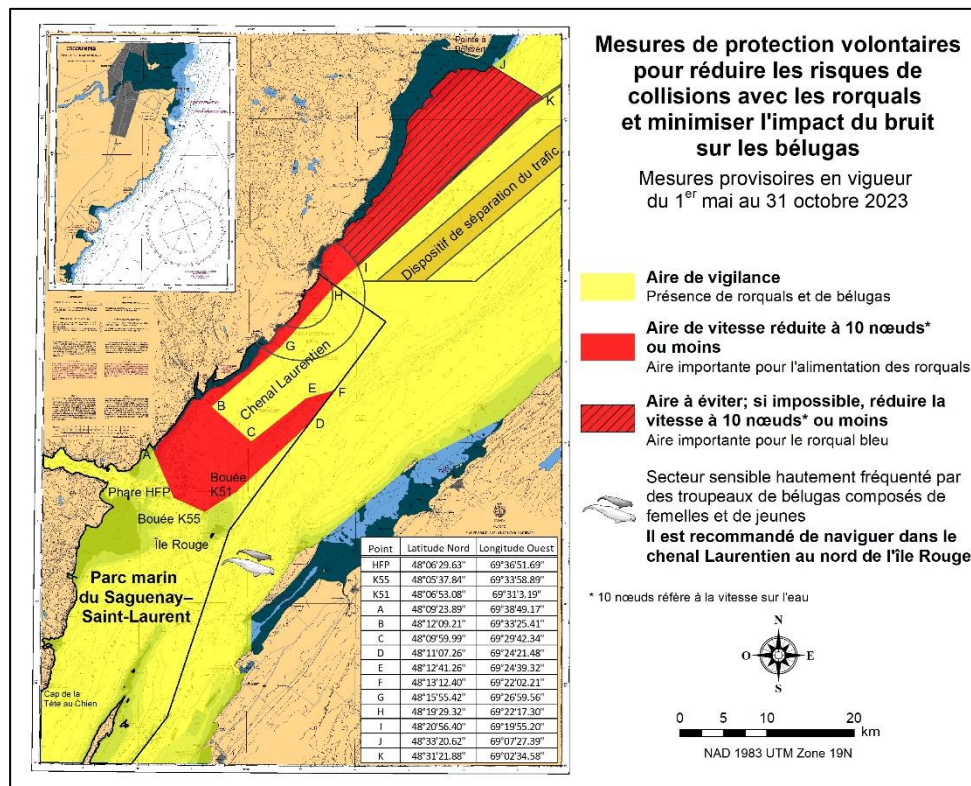 Mesures de protection volontaires
pour réduire les risques de
collisions avec les rorquals
et minimiser l'impact du bruit
sur les bélugas
Mesures provisoires en vigueur
du 1er mai au 31 octobre 2023
Aire de vigilance
Présence de rorquals et de bélugas
Aire de vitesse réduite à 10 nœuds*
ou moins
Aire importante pour l'alimentation des rorquals
Aire à éviter; si impossible, réduire la
vitesse à 10 nœuds* ou moins
Aire importante pour le rorqual bleu
Secteur sensible hautement fréquenté par
des troupeaux de bélugas composés de
femelles et de jeunes
Il est recommandé de naviguer dans le
chenal Laurentien au nord de l'île Rouge
* 10 nœuds réfère à la vitesse sur l'eau
N
O
E
S
0 5 10 20
km
NAD 1983 UTM Zone 19N
Pointe à
Boisvert
J
K
Dispositif de séparation du trafic
I
H
G
Chenal Laurentien
E
F
B
D
C
A
Bouée
K51
Phare HFP
Bouée K55
Île Rouge
Parc marin
du Saguenay–
Saint-Laurent
Cap de la
Tête au Chien
Point Latitude Nord Longitude Ouest
HFP 48°06'29.63" 69°36'51.69"
K55 48°05'37.84" 69°33'58.89"
K51 48°06'53.08" 69°31'3.19"
A 48°09'23.89" 69°38'49.17"
B 48°12'09.21" 69°33'25.41"
C 48°09'59.99" 69°29'42.34"
D 48°11'07.26" 69°24'21.48"
E 48°12'41.26" 69°24'39.32"
F 48°13'12.40" 69°22'02.21"
G 48°15'55.42" 69°26'59.56"
H 48°19'29.32" 69°22'17.30"
I 48°20'56.40" 69°19'55.20"
J 48°33'20.62" 69°07'27.39"
K 48°31'21.88" 69°02'34.58"